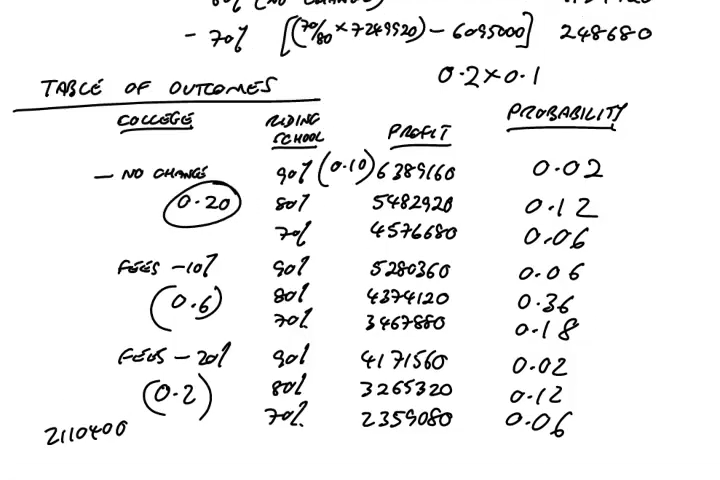 - 70% [(70/80 × 7249920) - 6095000] 248680
0.2 × 0.1
TABLE OF OUTCOMES
COLLEGE RIDING SCHOOL PROFIT PROBABILITY
- NO CHANGE 90% (0.10) 6389160 0.02
0.20 80% 5482920 0.12
70% 4576680 0.06
FEES -10% 90% 5280360 0.06
(0.6) 80% 4374120 0.36
70% 3467880 0.18
FEES - 20% 90% 4171560 0.02
(0.2) 80% 3265320 0.12
70% 2359080 0.06
2110400